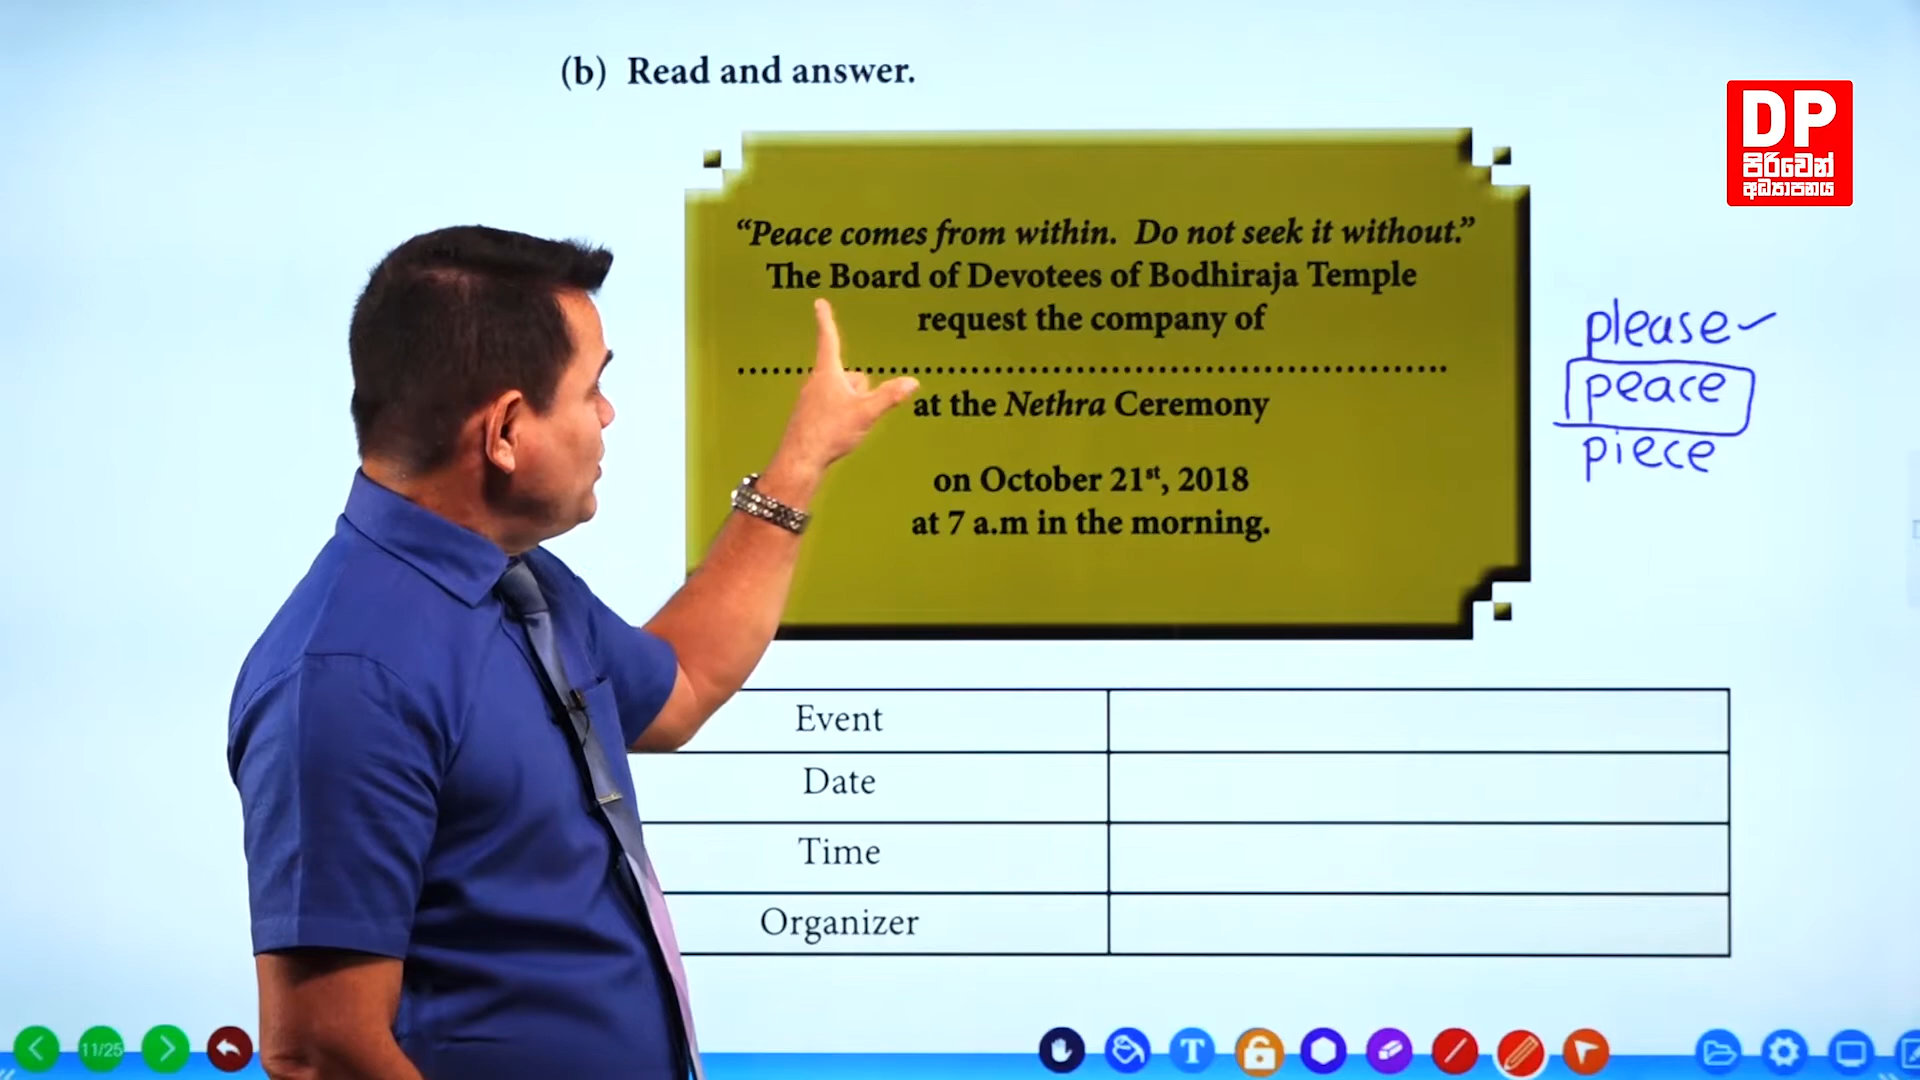 (b) Read and answer.
DP
පිරිවෙන්
අධ්‍යාපනය
“Peace comes from within. Do not seek it without.”
The Board of Devotees of Bodhiraja Temple
request the company of
....................................................................
at the Nethra Ceremony
on October 21st, 2018
at 7 a.m in the morning.
please
peace
piece
Event
Date
Time
Organizer
11/25
T